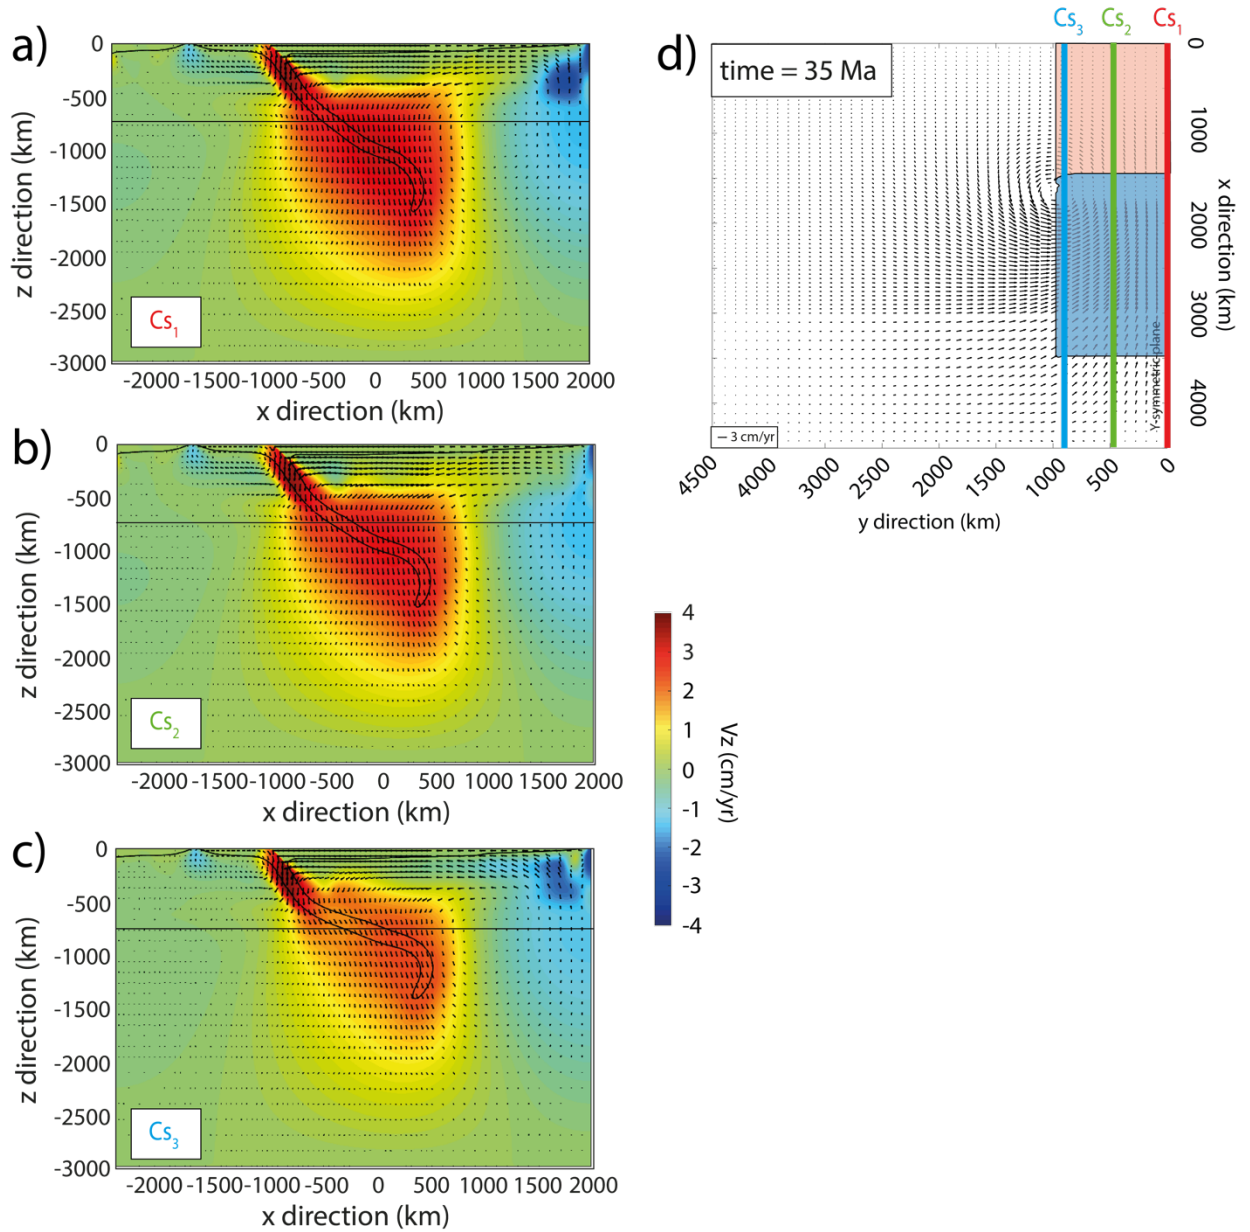 a)
0
-500
-1000
-1500
-2000
-2500
-3000
z direction (km)
Cs1
-2000 -1500 -1000 -500 0 500 1000 1500 2000
x direction (km)
b)
0
-500
-1000
-1500
-2000
-2500
-3000
z direction (km)
Cs2
-2000 -1500 -1000 -500 0 500 1000 1500 2000
x direction (km)
c)
0
-500
-1000
-1500
-2000
-2500
-3000
z direction (km)
Cs3
-2000 -1500 -1000 -500 0 500 1000 1500 2000
x direction (km)
d)
Cs3 Cs2 Cs1
time = 35 Ma
0
1000
2000
3000
4000
x direction (km)
Y-symmetric-plane
3 cm/yr
4500 4000 3000 2500 2000 1500 1000 500 0
y direction (km)
4
3
2
1
0
-1
-2
-3
-4
Vz (cm/yr)